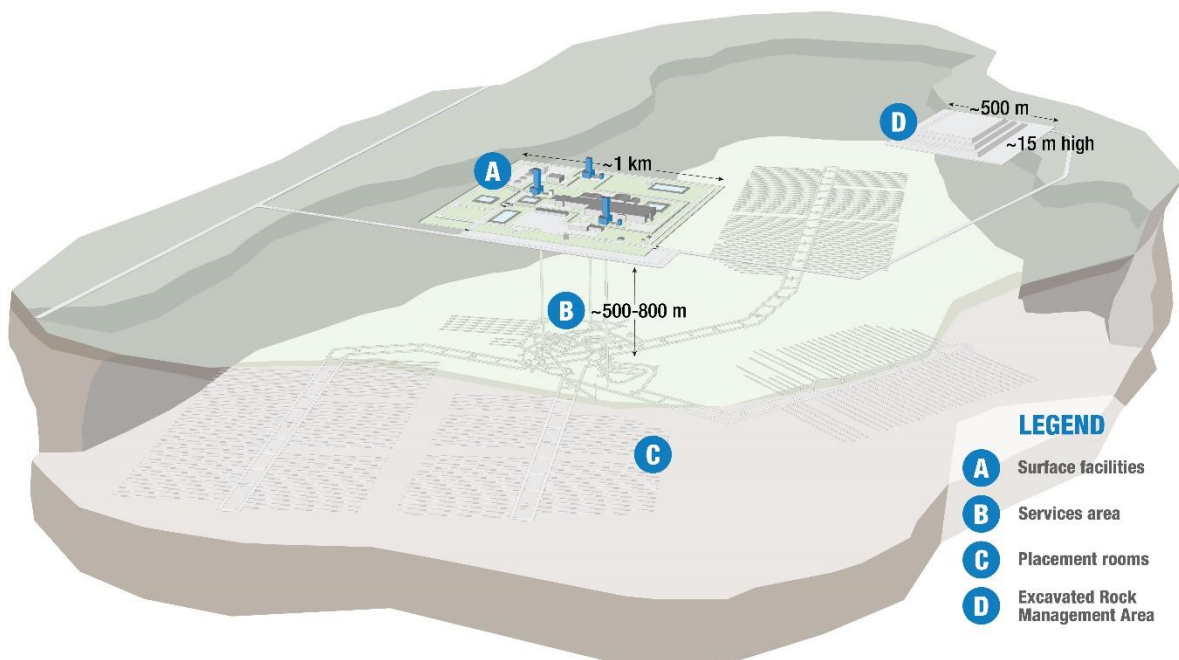 D
~500 m
~15 m high
A
~1 km
B
~500-800 m
C
LEGEND
A Surface facilities
B Services area
C Placement rooms
D Excavated Rock
Management Area